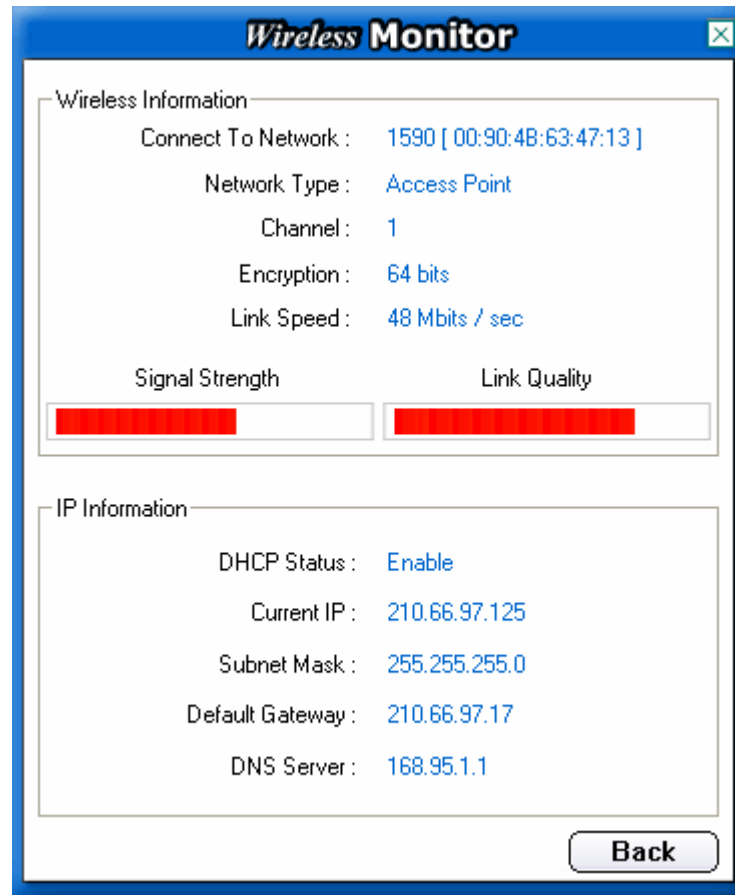 Wireless Monitor
Wireless Information
Connect To Network : 1590 [ 00:90:4B:63:47:13 ]
Network Type : Access Point
Channel : 1
Encryption : 64 bits
Link Speed : 48 Mbits / sec
Signal Strength Link Quality
IP Information
DHCP Status : Enable
Current IP : 210.66.97.125
Subnet Mask : 255.255.255.0
Default Gateway : 210.66.97.17
DNS Server : 168.95.1.1
Back